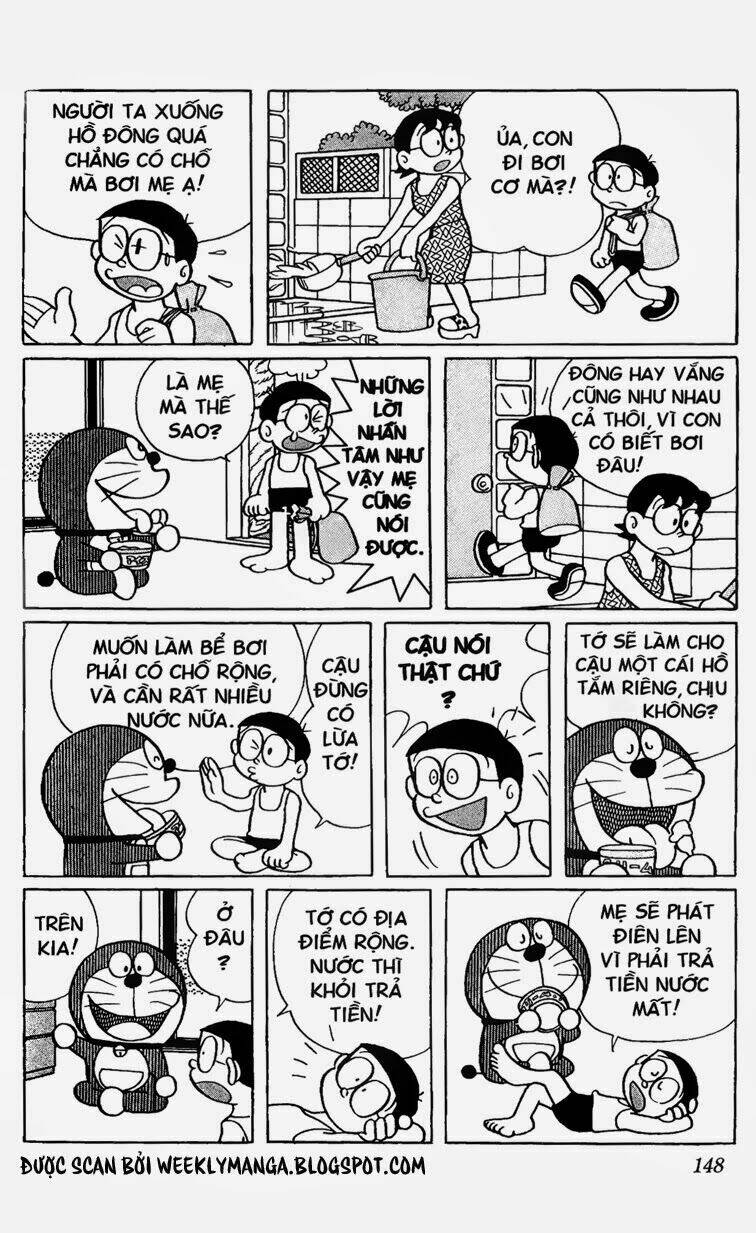 ỦA, CON
ĐI BƠI
CƠ MÀ?!
NGƯỜI TA XUỐNG
HỒ ĐÔNG QUÁ
CHẲNG CÓ CHỖ
MÀ BƠI MẸ Ạ!
ĐÔNG HAY VẮNG
CŨNG NHƯ NHAU
CẢ THÔI, VÌ CON
CÓ BIẾT BƠI
ĐÂU!
NHỮNG
LỜI
NHẪN
TÂM NHƯ
VẬY MẸ
CŨNG
NÓI
ĐƯỢC.
LÀ MẸ
MÀ THẾ
SAO?
TỚ SẼ LÀM CHO
CẬU MỘT CÁI HỒ
TẮM RIÊNG, CHỊU
KHÔNG?
CẬU NÓI
THẬT CHỨ
?
CẬU
ĐỪNG
CÓ
LỪA
TỚ!
MUỐN LÀM BỂ BƠI
PHẢI CÓ CHỖ RỘNG,
VÀ CẦN RẤT NHIỀU
NƯỚC NỮA.
MẸ SẼ PHÁT
ĐIÊN LÊN
VÌ PHẢI TRẢ
TIỀN NƯỚC
MẤT!
TỚ CÓ ĐỊA
ĐIỂM RỘNG.
NƯỚC THÌ
KHỎI TRẢ
TIỀN!
Ở
ĐÂU
?
TRÊN
KIA!
ĐƯỢC SCAN BỞI WEEKLYMANGA.BLOGSPOT.COM
148